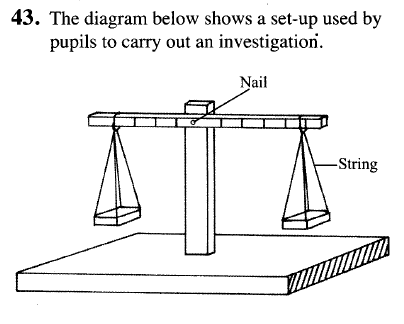 43. The diagram below shows a set-up used by
pupils to carry out an investigation.
Nail
String